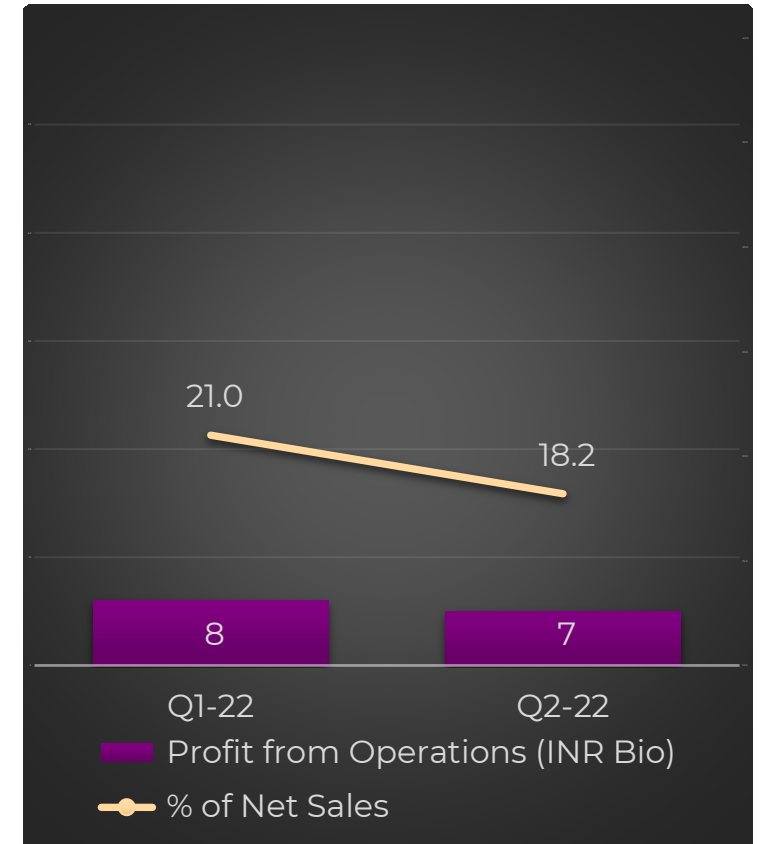 21.0
18.2
8
7
Q1-22
Q2-22
Profit from Operations (INR Bio)
% of Net Sales